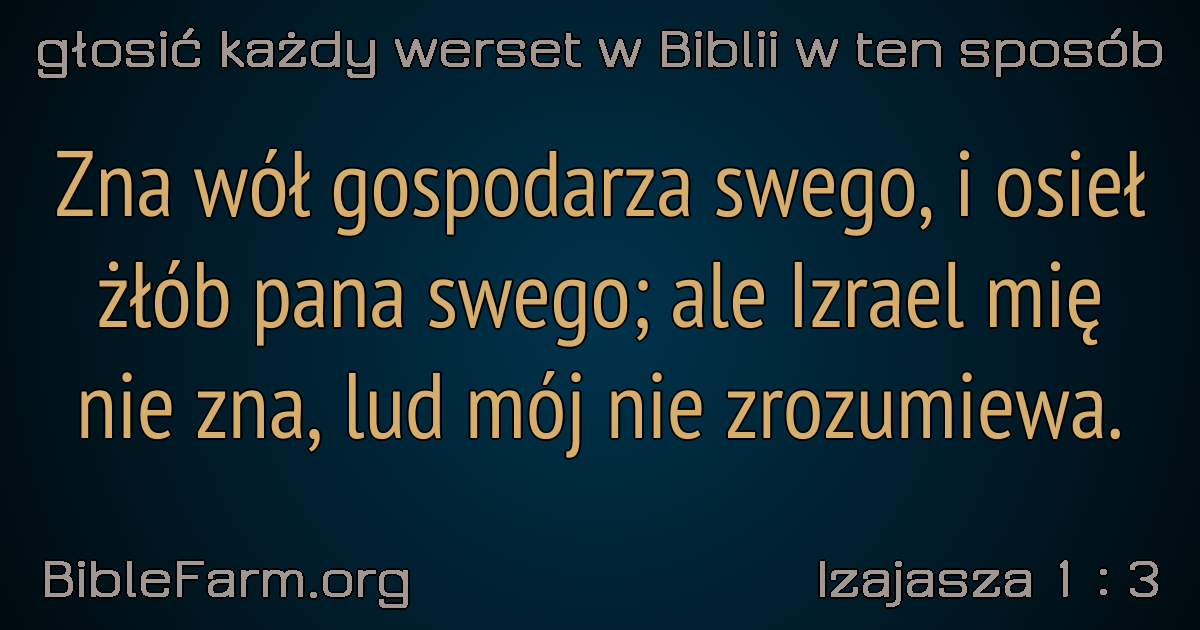 głosić każdy werset w Biblii w ten sposób
Zna wół gospodarza swego, i osieł
żłób pana swego; ale Izrael mię
nie zna, lud mój nie zrozumiewa.
BibleFarm.org
Izajasza 1 : 3